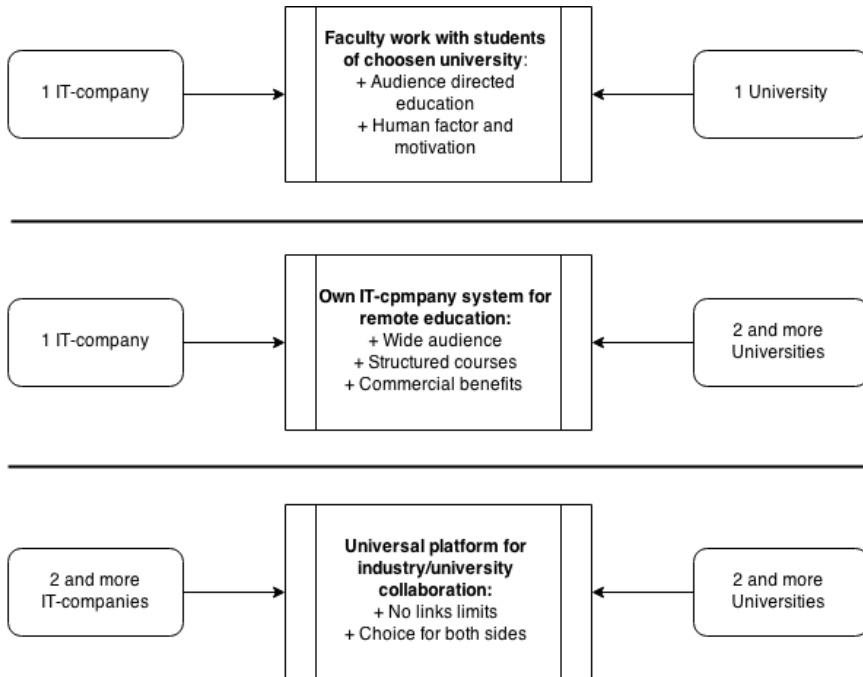 1 IT-company
Faculty work with students
of choosen university:
+ Audience directed
education
+ Human factor and
motivation
1 University
1 IT-company
Own IT-cpmpany system for
remote education:
+ Wide audience
+ Structured courses
+ Commercial benefits
2 and more
Universities
2 and more
IT-companies
Universal platform for
industry/university
collaboration:
+ No links limits
+ Choice for both sides
2 and more
Universities